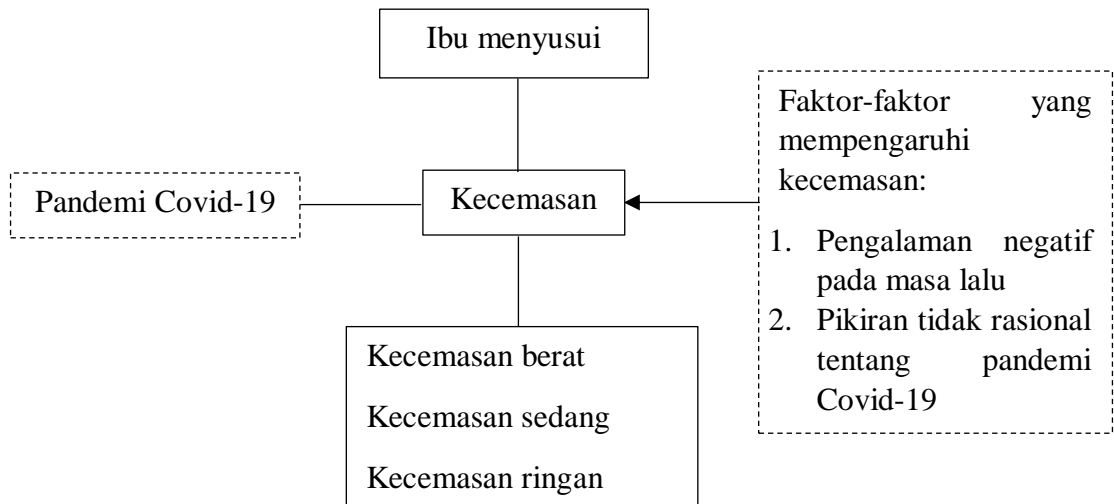 Ibu menyusui
Faktor-faktor yang
mempengaruhi
kecemasan:
Pandemi Covid-19
Kecemasan
1. Pengalaman negatif
pada masa lalu
2. Pikiran tidak rasional
tentang pandemi
Covid-19
Kecemasan berat
Kecemasan sedang
Kecemasan ringan